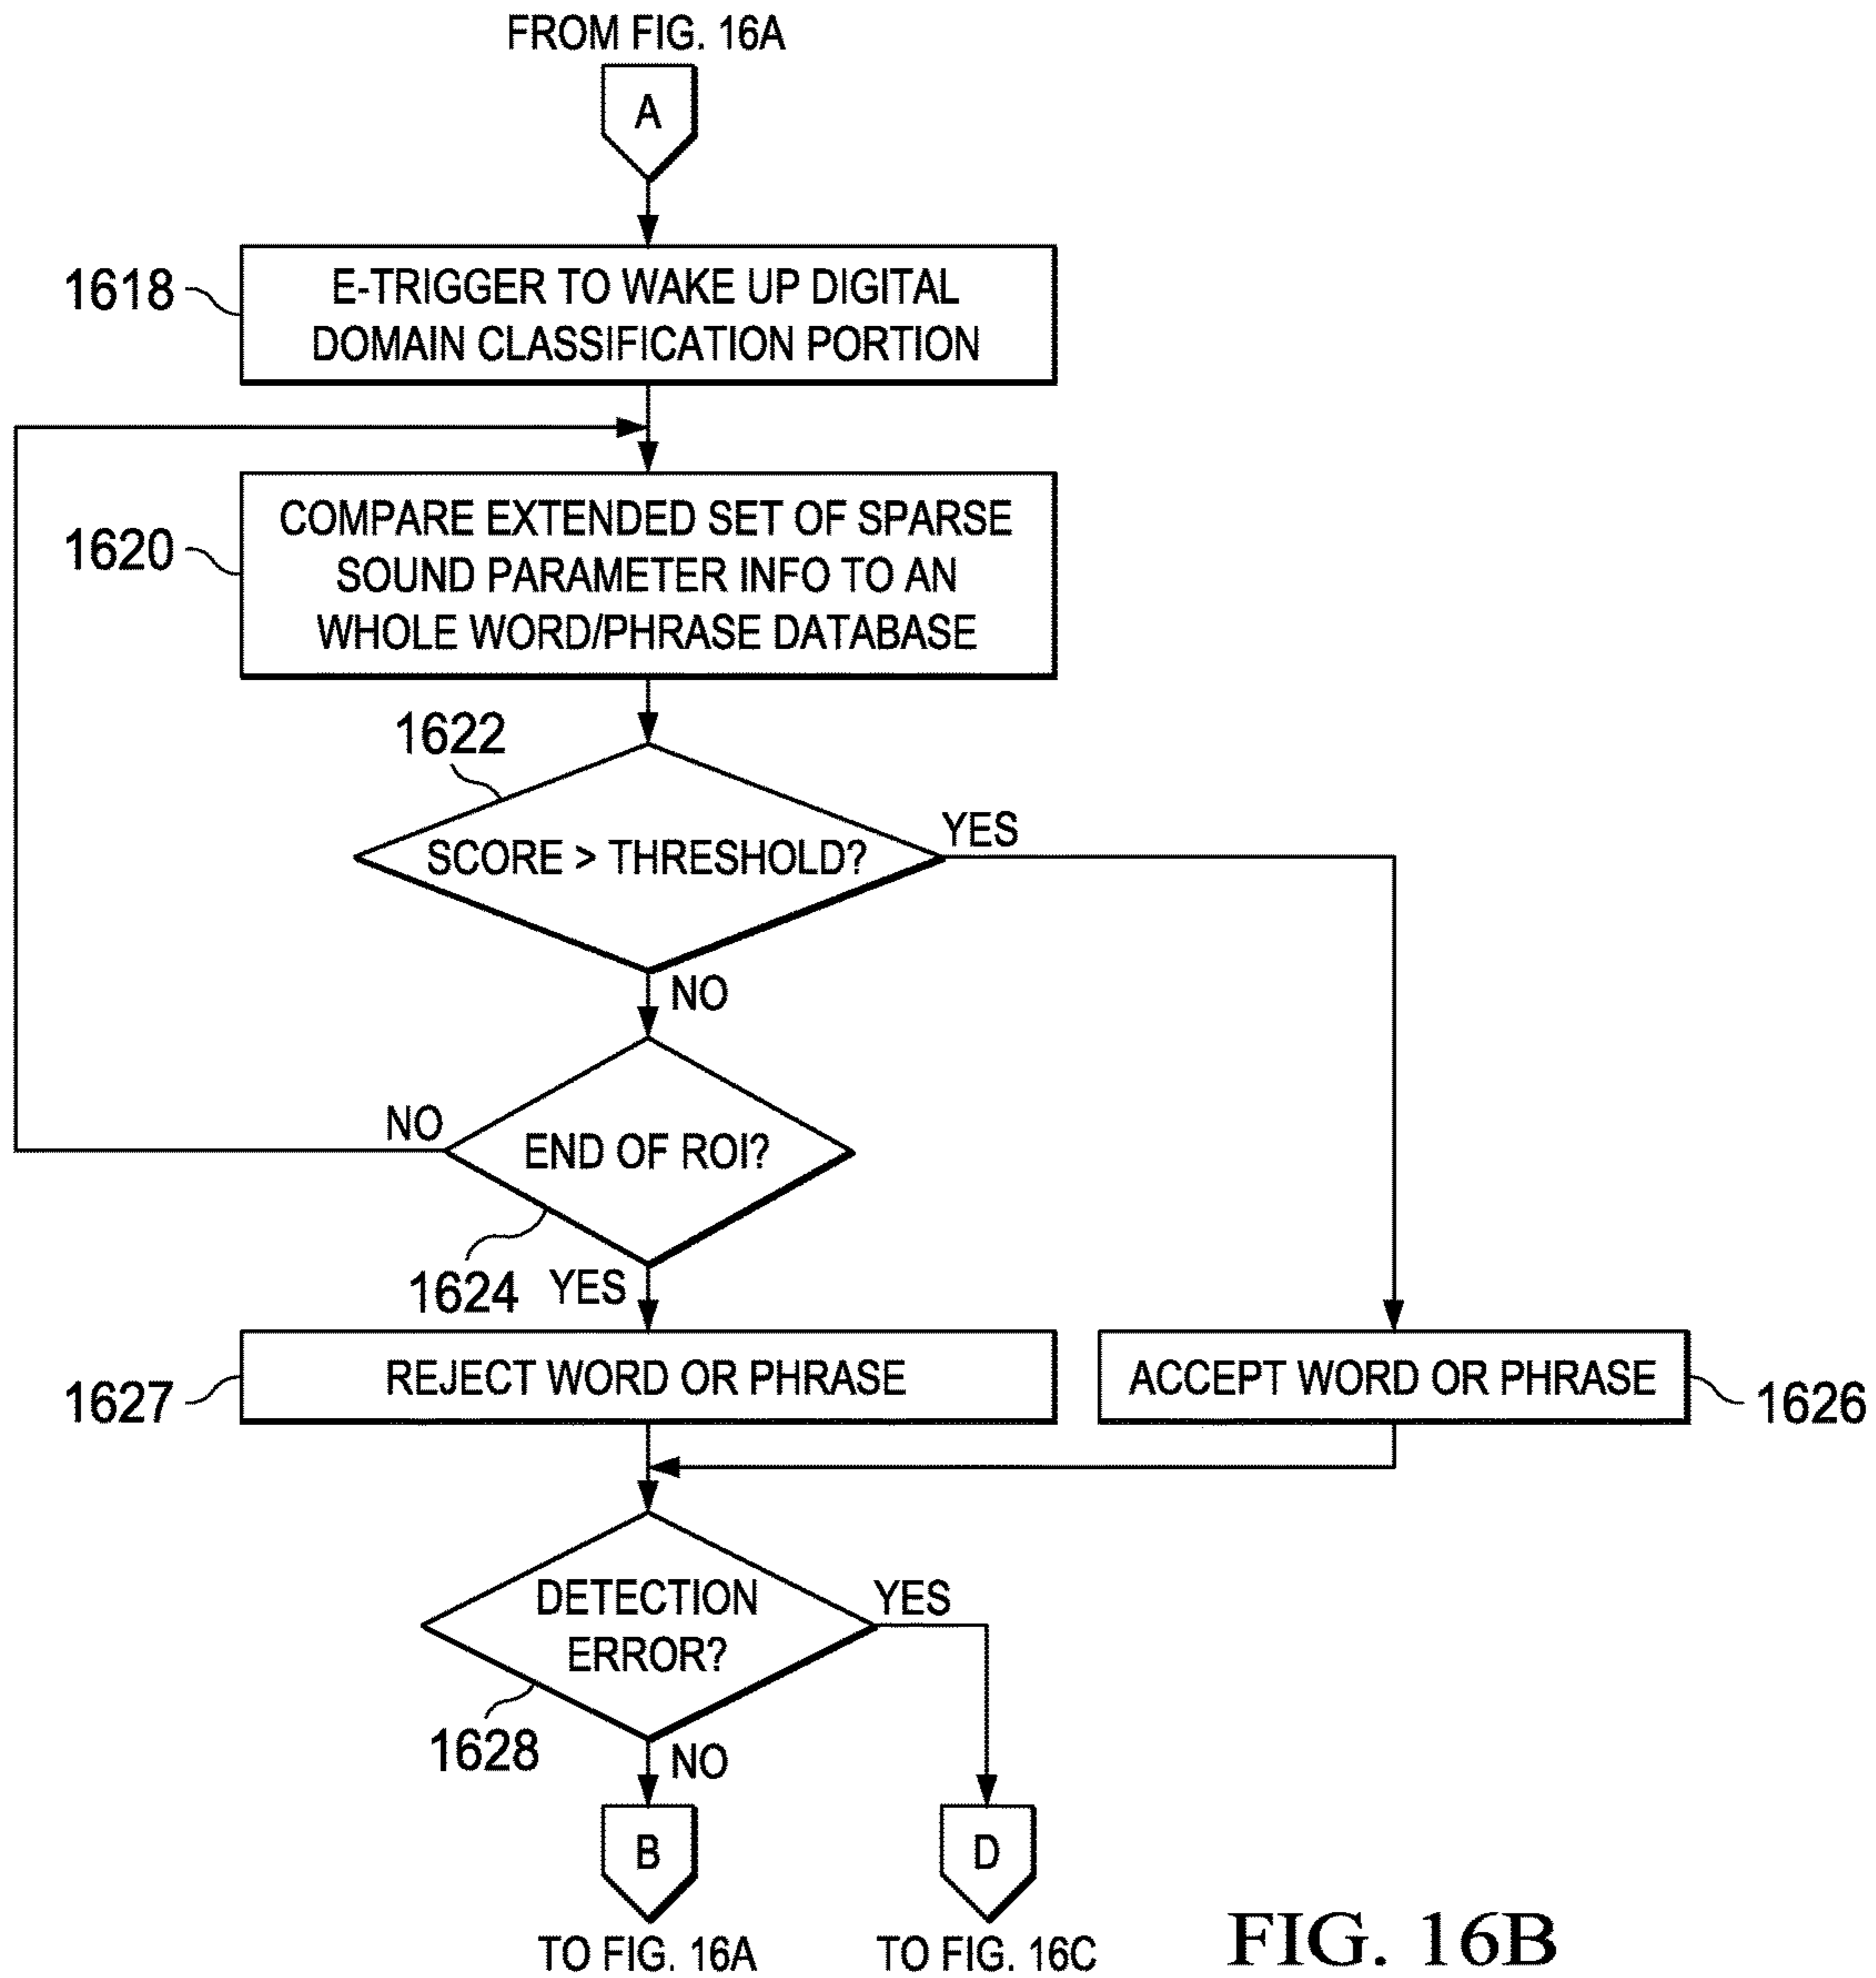 FROM FIG. 16A
A
1618
E-TRIGGER TO WAKE UP DIGITAL
DOMAIN CLASSIFICATION PORTION
1620
COMPARE EXTENDED SET OF SPARSE
SOUND PARAMETER INFO TO AN
WHOLE WORD/PHRASE DATABASE
1622
SCORE > THRESHOLD?
YES
NO
NO
END OF ROI?
1624
YES
1627
REJECT WORD OR PHRASE
ACCEPT WORD OR PHRASE
1626
DETECTION
ERROR?
YES
1628
NO
B
D
TO FIG. 16A
TO FIG. 16C
FIG. 16B